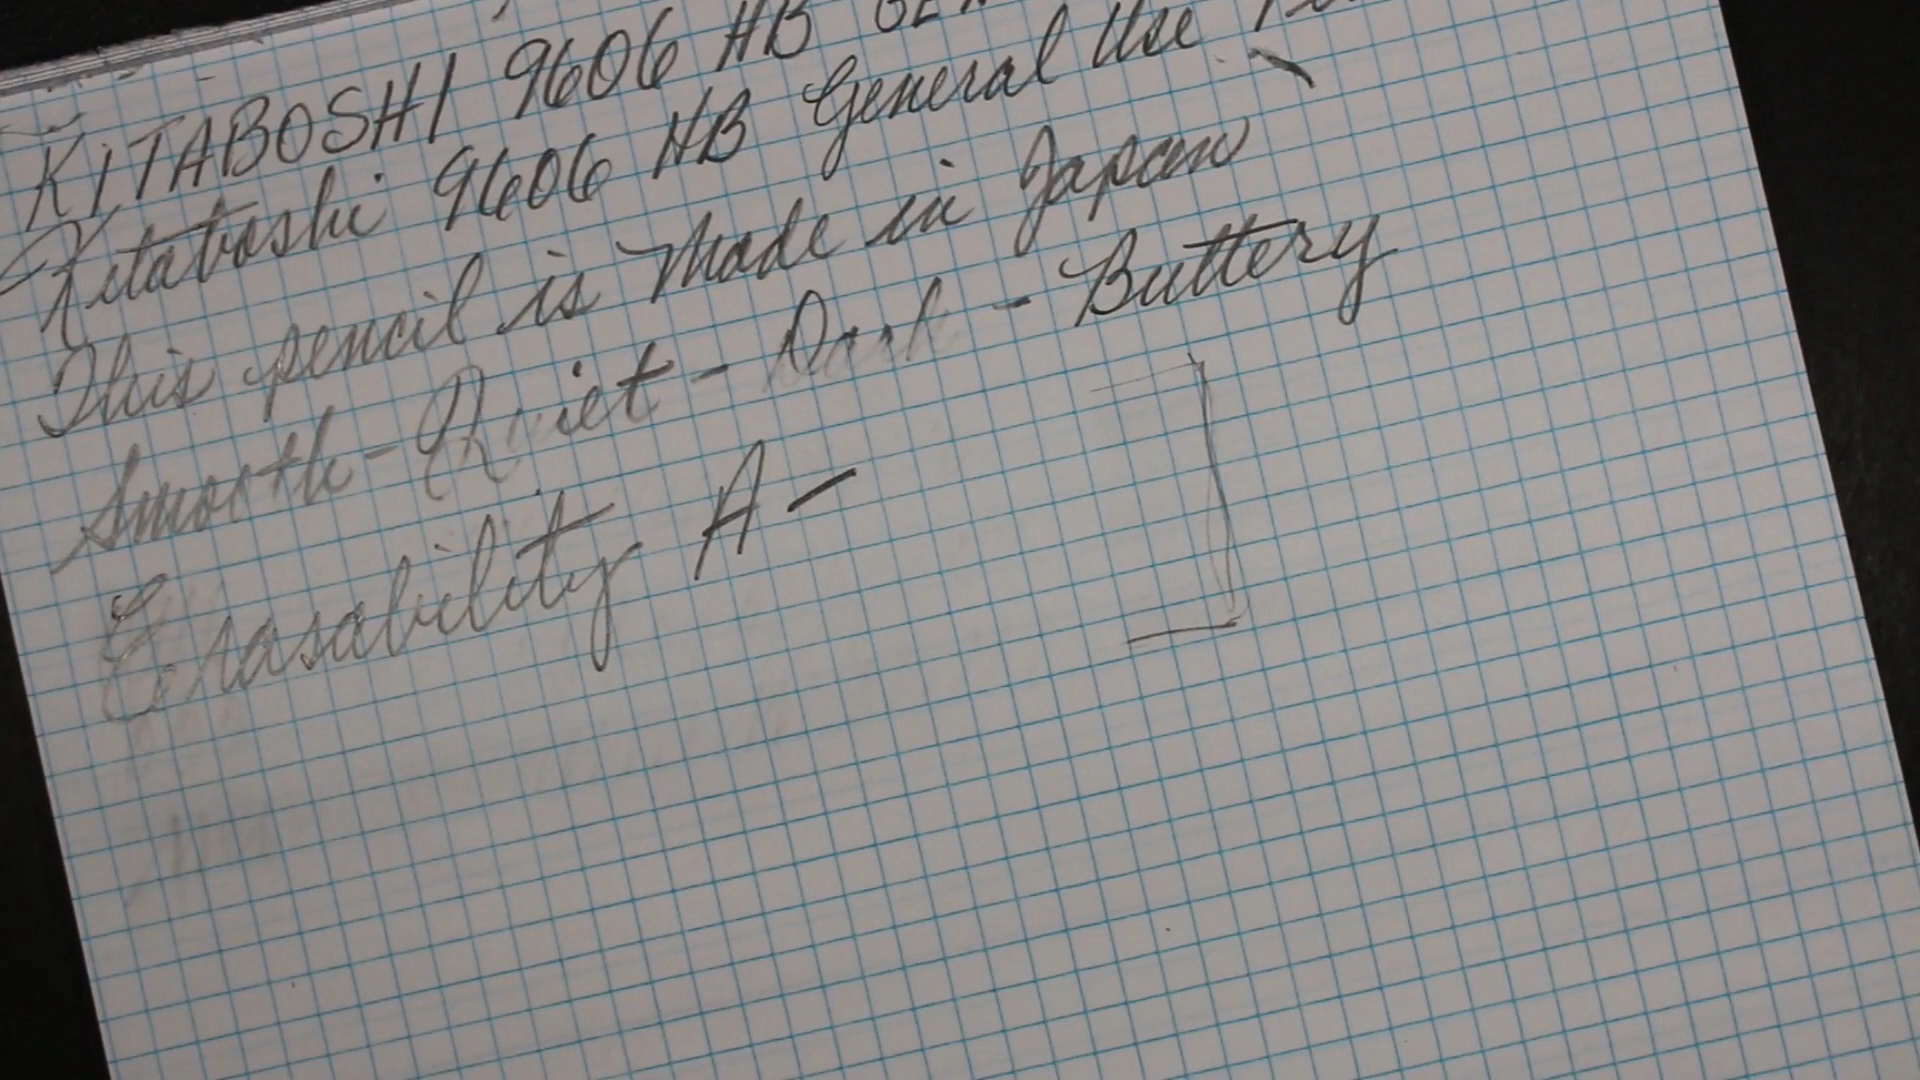 KITABOSHI 9606 HB
Kitaboshi 9606 HB General Use
This pencil is made in Japan
Smooth - Quiet - Dark - Buttery
Erasability A-